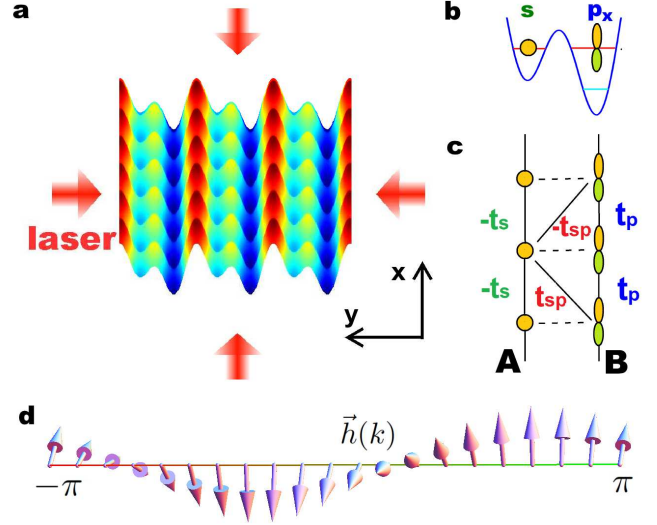 a
laser
x
y
b
s
pₓ
c
-tₛ
-tₛₚ
tₚ
-tₛ
tₛₚ
tₚ
A
B
d
h⃗(k)
−π
π